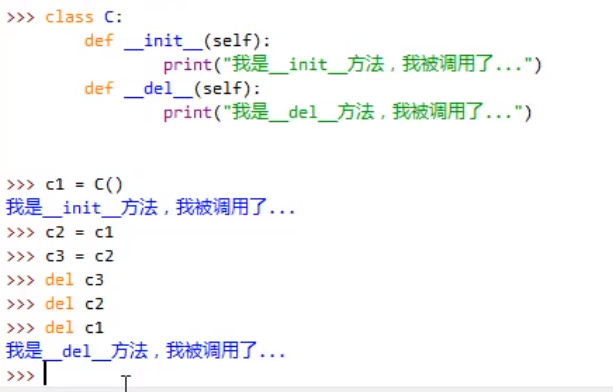 >>> class C:
        def __init__(self):
                print("我是__init__方法，我被调用了...")
        def __del__(self):
                print("我是__del__方法，我被调用了...")
>>> c1 = C()
我是__init__方法，我被调用了...
>>> c2 = c1
>>> c3 = c2
>>> del c3
>>> del c2
>>> del c1
我是__del__方法，我被调用了...
>>>